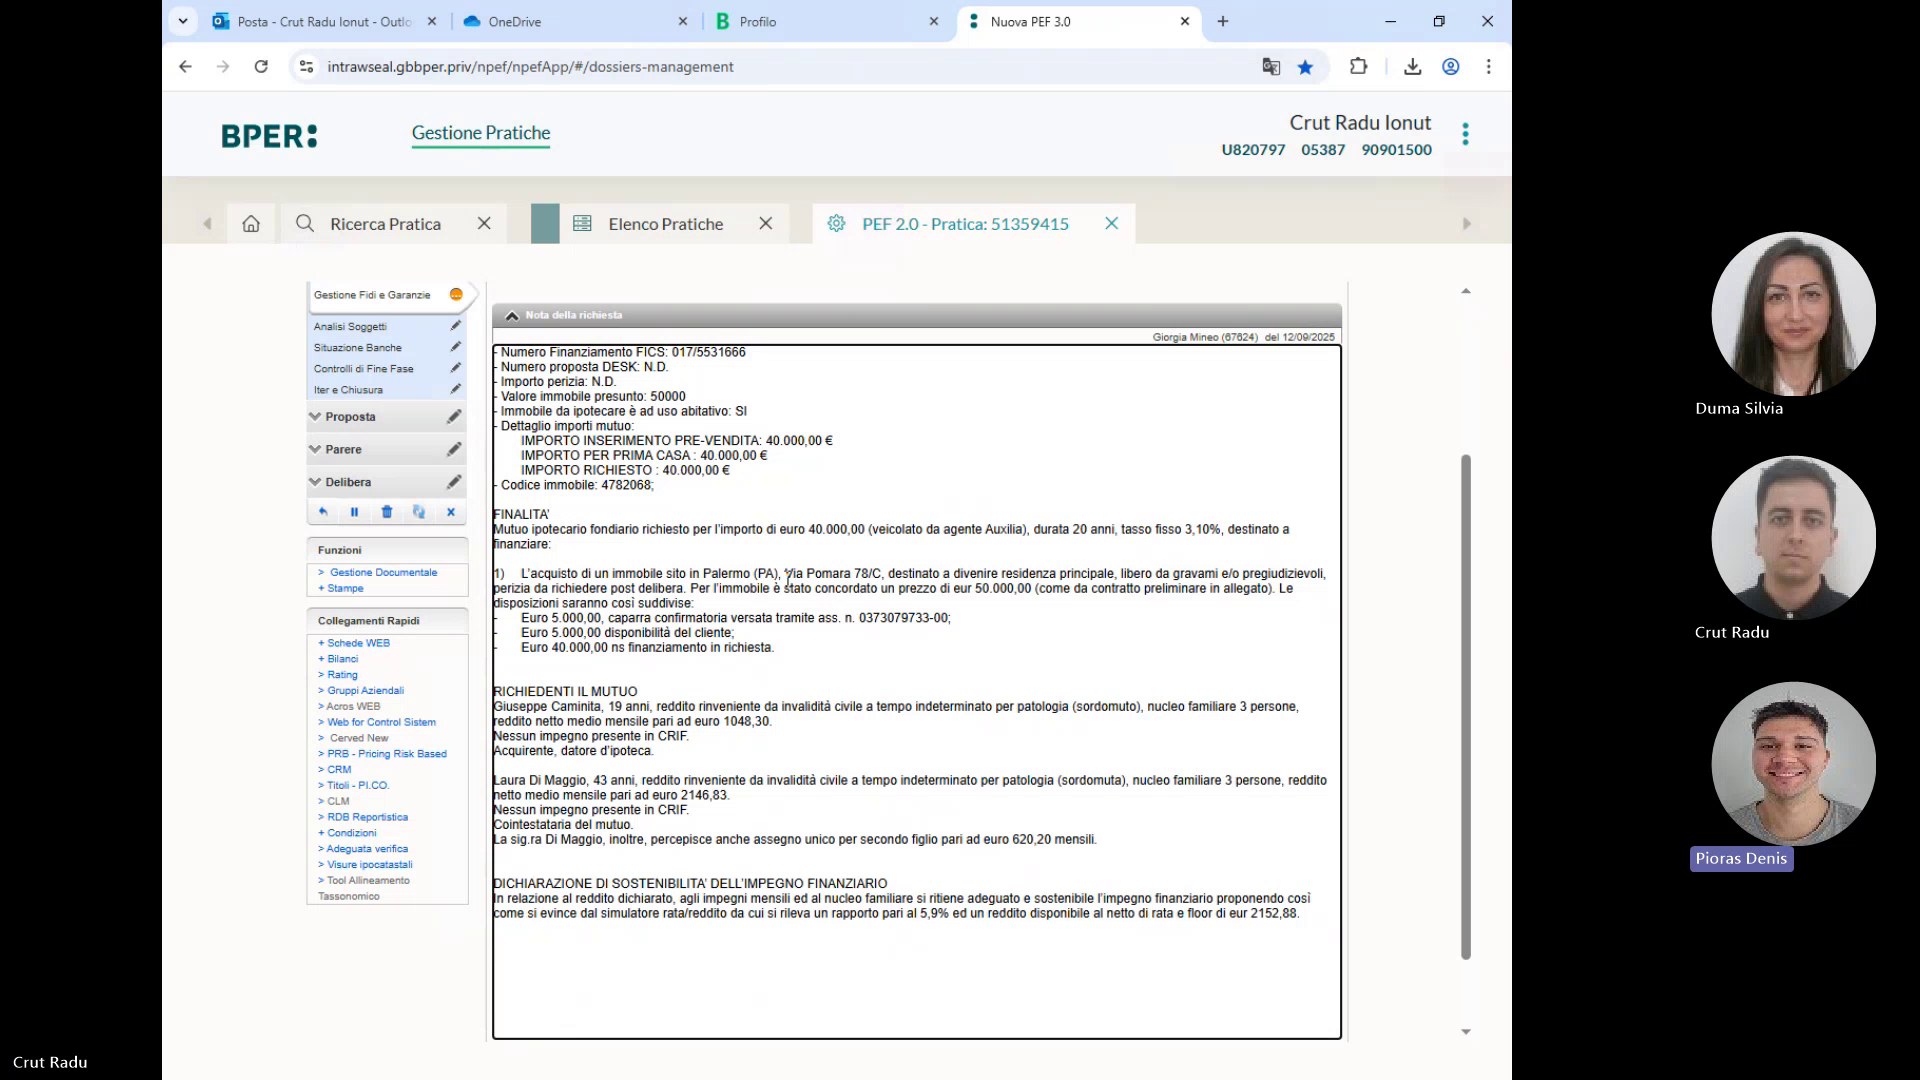 Posta - Crut Radu Ionut - Outlo
OneDrive
Profilo
Nuova PEF 3.0
intrawseal.gbbper.priv/npef/npefApp/#/dossiers-management
BPER:
Gestione Pratiche
Crut Radu Ionut
U820797 05387 90901500
Ricerca Pratica
Elenco Pratiche
PEF 2.0 - Pratica: 51359415
Gestione Fidi e Garanzie
Analisi Soggetti
Situazione Banche
Controlli di Fine Fase
Iter e Chiusura
Proposta
Parere
Delibera
Funzioni
> Gestione Documentale
+ Stampe
Collegamenti Rapidi
+ Schede WEB
+ Bilanci
> Rating
> Gruppi Aziendali
> Acros WEB
> Web for Control Sistem
> Cerved New
> PRB - Pricing Risk Based
> CRM
> Titoli - PI.CO.
> CLM
> RDB Reportistica
+ Condizioni
> Adeguata verifica
> Visure ipocatastali
> Tool Allineamento
Tassonomico
Nota della richiesta
Giorgia Mineo (67624) del 12/09/2025
- Numero Finanziamento FICS: 017/5531666
- Numero proposta DESK: N.D.
- Importo perizia: N.D.
- Valore immobile presunto: 50000
- Immobile da ipotecare è ad uso abitativo: SI
- Dettaglio importi mutuo:
IMPORTO INSERIMENTO PRE-VENDITA: 40.000,00 €
IMPORTO PER PRIMA CASA : 40.000,00 €
IMPORTO RICHIESTO : 40.000,00 €
- Codice immobile: 4782068;
FINALITA'
Mutuo ipotecario fondiario richiesto per l'importo di euro 40.000,00 (veicolato da agente Auxilia), durata 20 anni, tasso fisso 3,10%, destinato a
finanziare:
1) L'acquisto di un immobile sito in Palermo (PA), Via Pomara 78/C, destinato a divenire residenza principale, libero da gravami e/o pregiudizievoli,
perizia da richiedere post delibera. Per l'immobile è stato concordato un prezzo di eur 50.000,00 (come da contratto preliminare in allegato). Le
disposizioni saranno così suddivise:
- Euro 5.000,00, caparra confirmatoria versata tramite ass. n. 0373079733-00;
- Euro 5.000,00 disponibilità del cliente;
- Euro 40.000,00 ns finanziamento in richiesta.
RICHIEDENTI IL MUTUO
Giuseppe Caminita, 19 anni, reddito rinveniente da invalidità civile a tempo indeterminato per patologia (sordomuto), nucleo familiare 3 persone,
reddito netto medio mensile pari ad euro 1048,30.
Nessun impegno presente in CRIF.
Acquirente, datore d'ipoteca.
Laura Di Maggio, 43 anni, reddito rinveniente da invalidità civile a tempo indeterminato per patologia (sordomuta), nucleo familiare 3 persone, reddito
netto medio mensile pari ad euro 2146,83.
Nessun impegno presente in CRIF.
Cointestataria del mutuo.
La sig.ra Di Maggio, inoltre, percepisce anche assegno unico per secondo figlio pari ad euro 620,20 mensili.
DICHIARAZIONE DI SOSTENIBILITA' DELL'IMPEGNO FINANZIARIO
In relazione al reddito dichiarato, agli impegni mensili ed al nucleo familiare si ritiene adeguato e sostenibile l'impegno finanziario proponendo così
come si evince dal simulatore rata/reddito da cui si rileva un rapporto pari al 5,9% ed un reddito disponibile al netto di rata e floor di eur 2152,88.
Duma Silvia
Crut Radu
Pioras Denis
Crut Radu